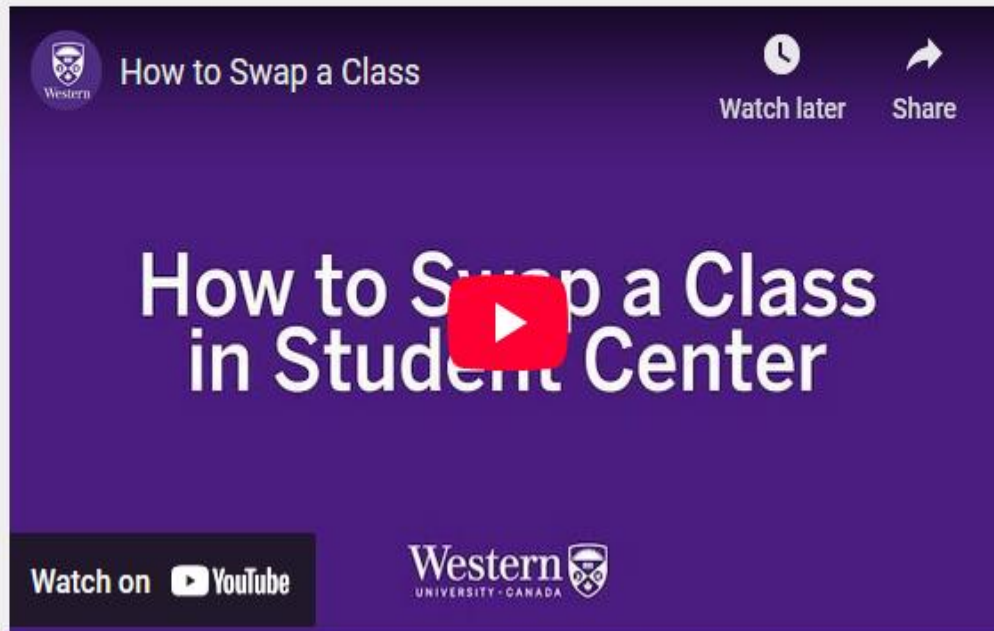 Western
How to Swap a Class
Watch later
Share
How to Swap a Class
in Student Center
Watch on YouTube
Western
UNIVERSITY · CANADA